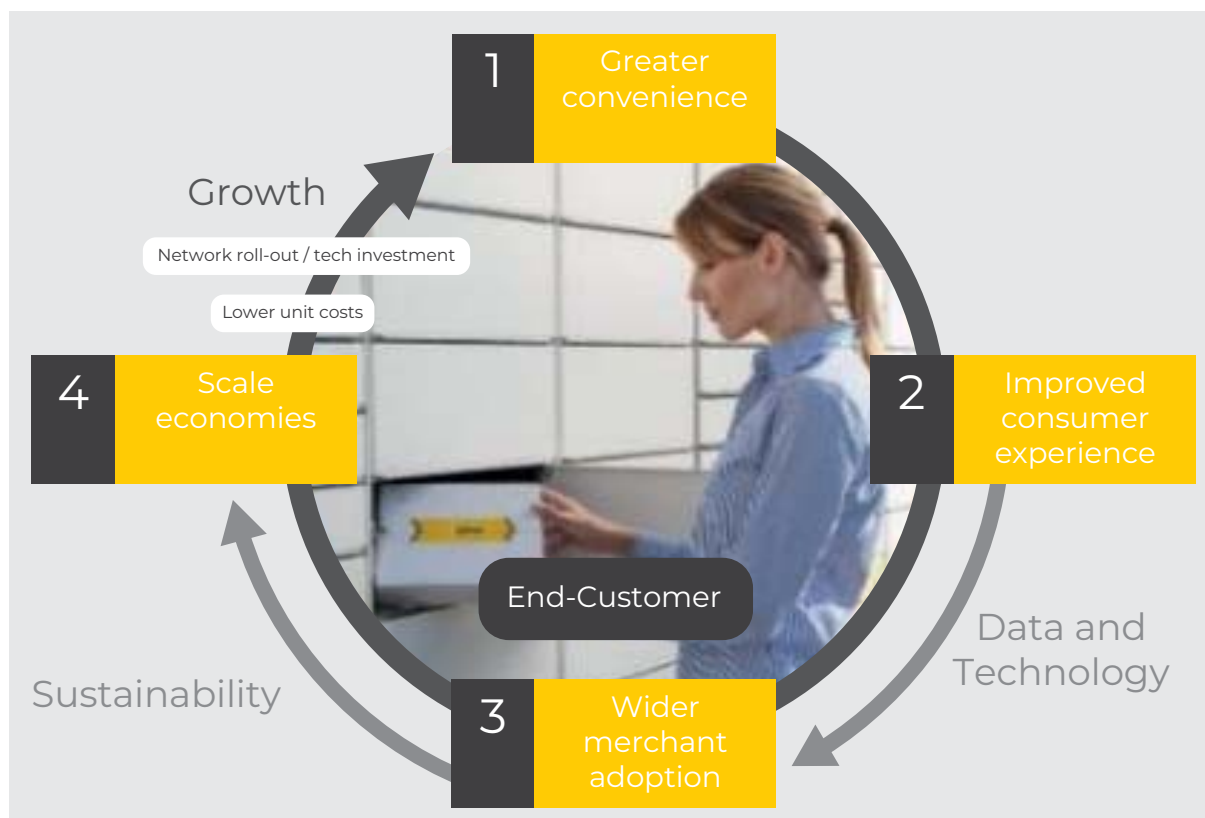 1
Greater
convenience
Growth
Network roll-out / tech investment
Lower unit costs
4
Scale
economies
2
Improved
consumer
experience
End-Customer
Data and
Technology
Sustainability
3
Wider
merchant
adoption